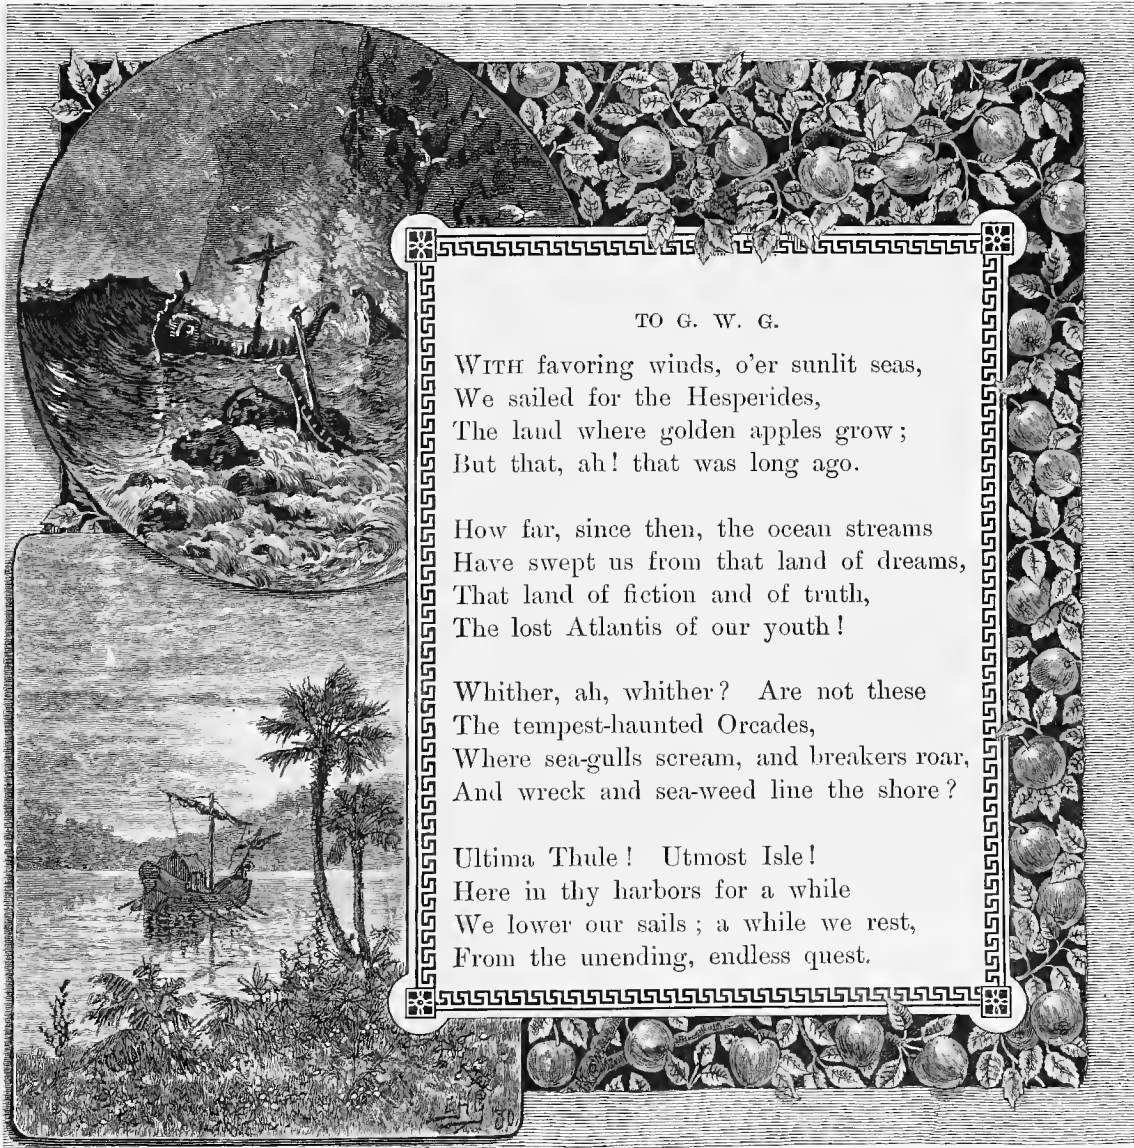 TO G. W. G.
WITH favoring winds, o'er sunlit seas,
We sailed for the Hesperides,
The land where golden apples grow;
But that, ah! that was long ago.
How far, since then, the ocean streams
Have swept us from that land of dreams,
That land of fiction and of truth,
The lost Atlantis of our youth!
Whither, ah, whither? Are not these
The tempest-haunted Orcades,
Where sea-gulls scream, and breakers roar,
And wreck and sea-weed line the shore?
Ultima Thule! Utmost Isle!
Here in thy harbors for a while
We lower our sails; a while we rest,
From the unending, endless quest.